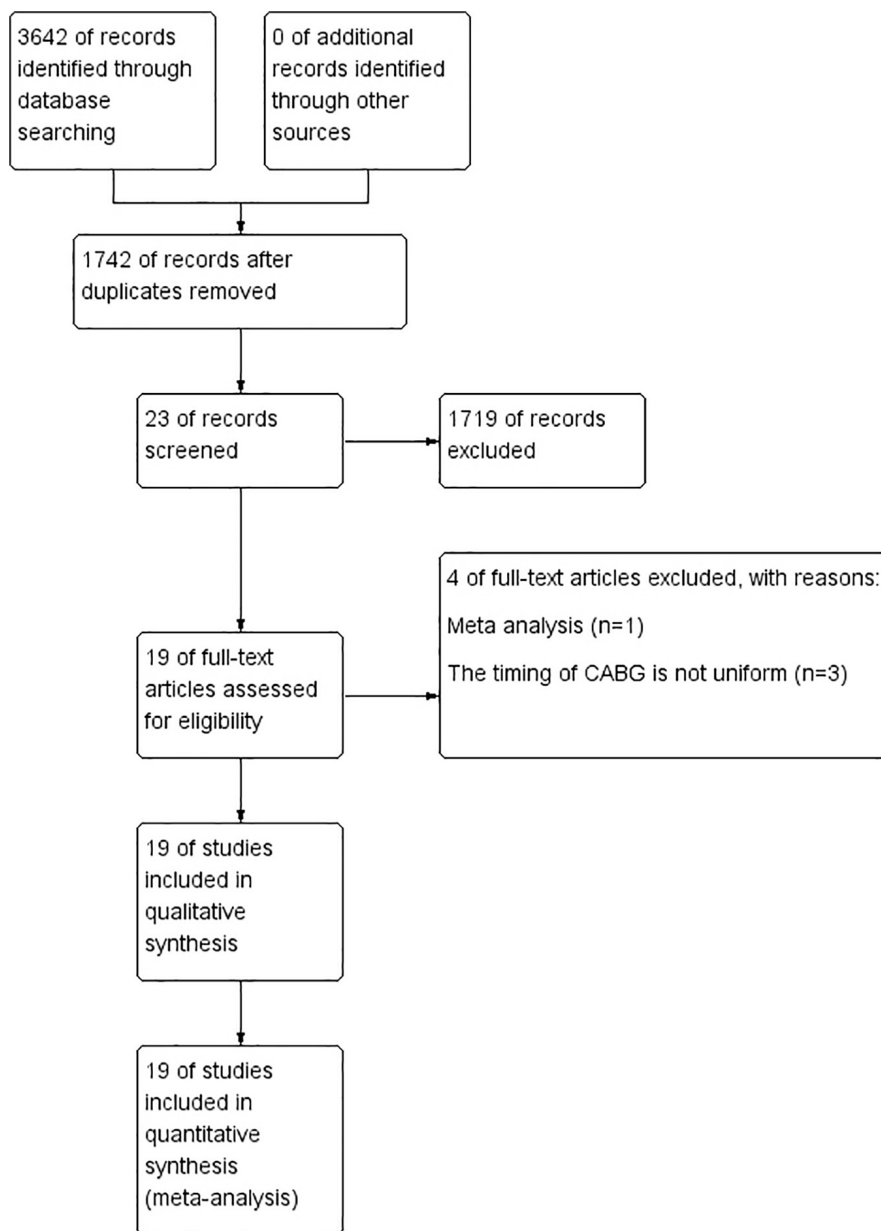 3642 of records
identified through
database
searching
0 of additional
records identified
through other
sources
1742 of records after
duplicates removed
23 of records
screened
1719 of records
excluded
4 of full-text articles excluded, with reasons:
Meta analysis (n=1)
The timing of CABG is not uniform (n=3)
19 of full-text
articles assessed
for eligibility
19 of studies
included in
qualitative
synthesis
19 of studies
included in
quantitative
synthesis
(meta-analysis)